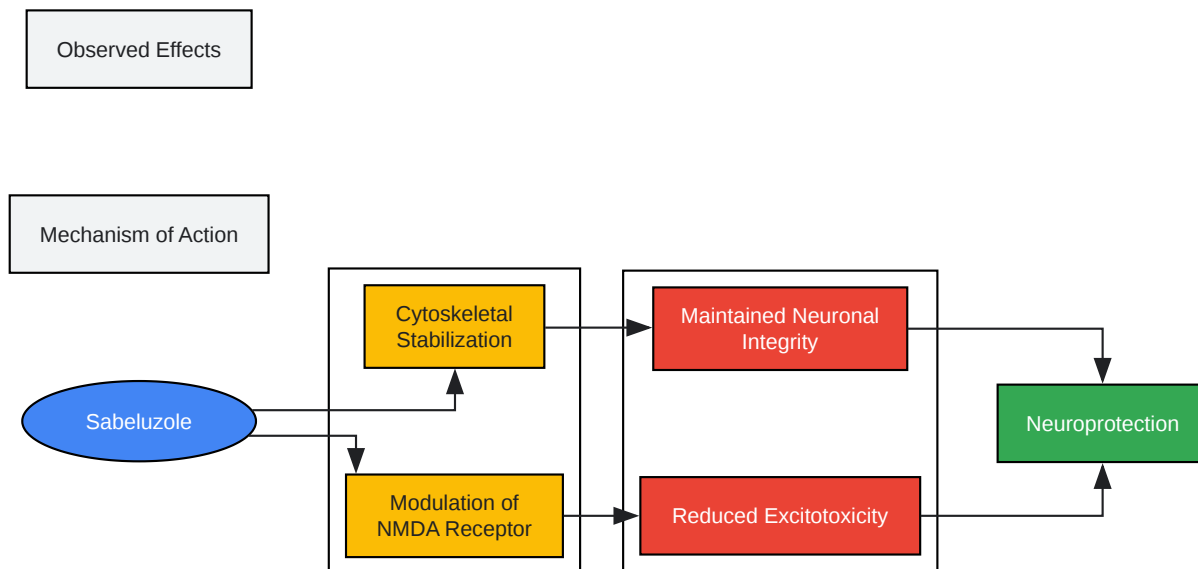 Observed Effects
Mechanism of Action
Cytoskeletal
Stabilization
Maintained Neuronal
Integrity
Sabeluzole
Neuroprotection
Modulation of
NMDA Receptor
Reduced Excitotoxicity